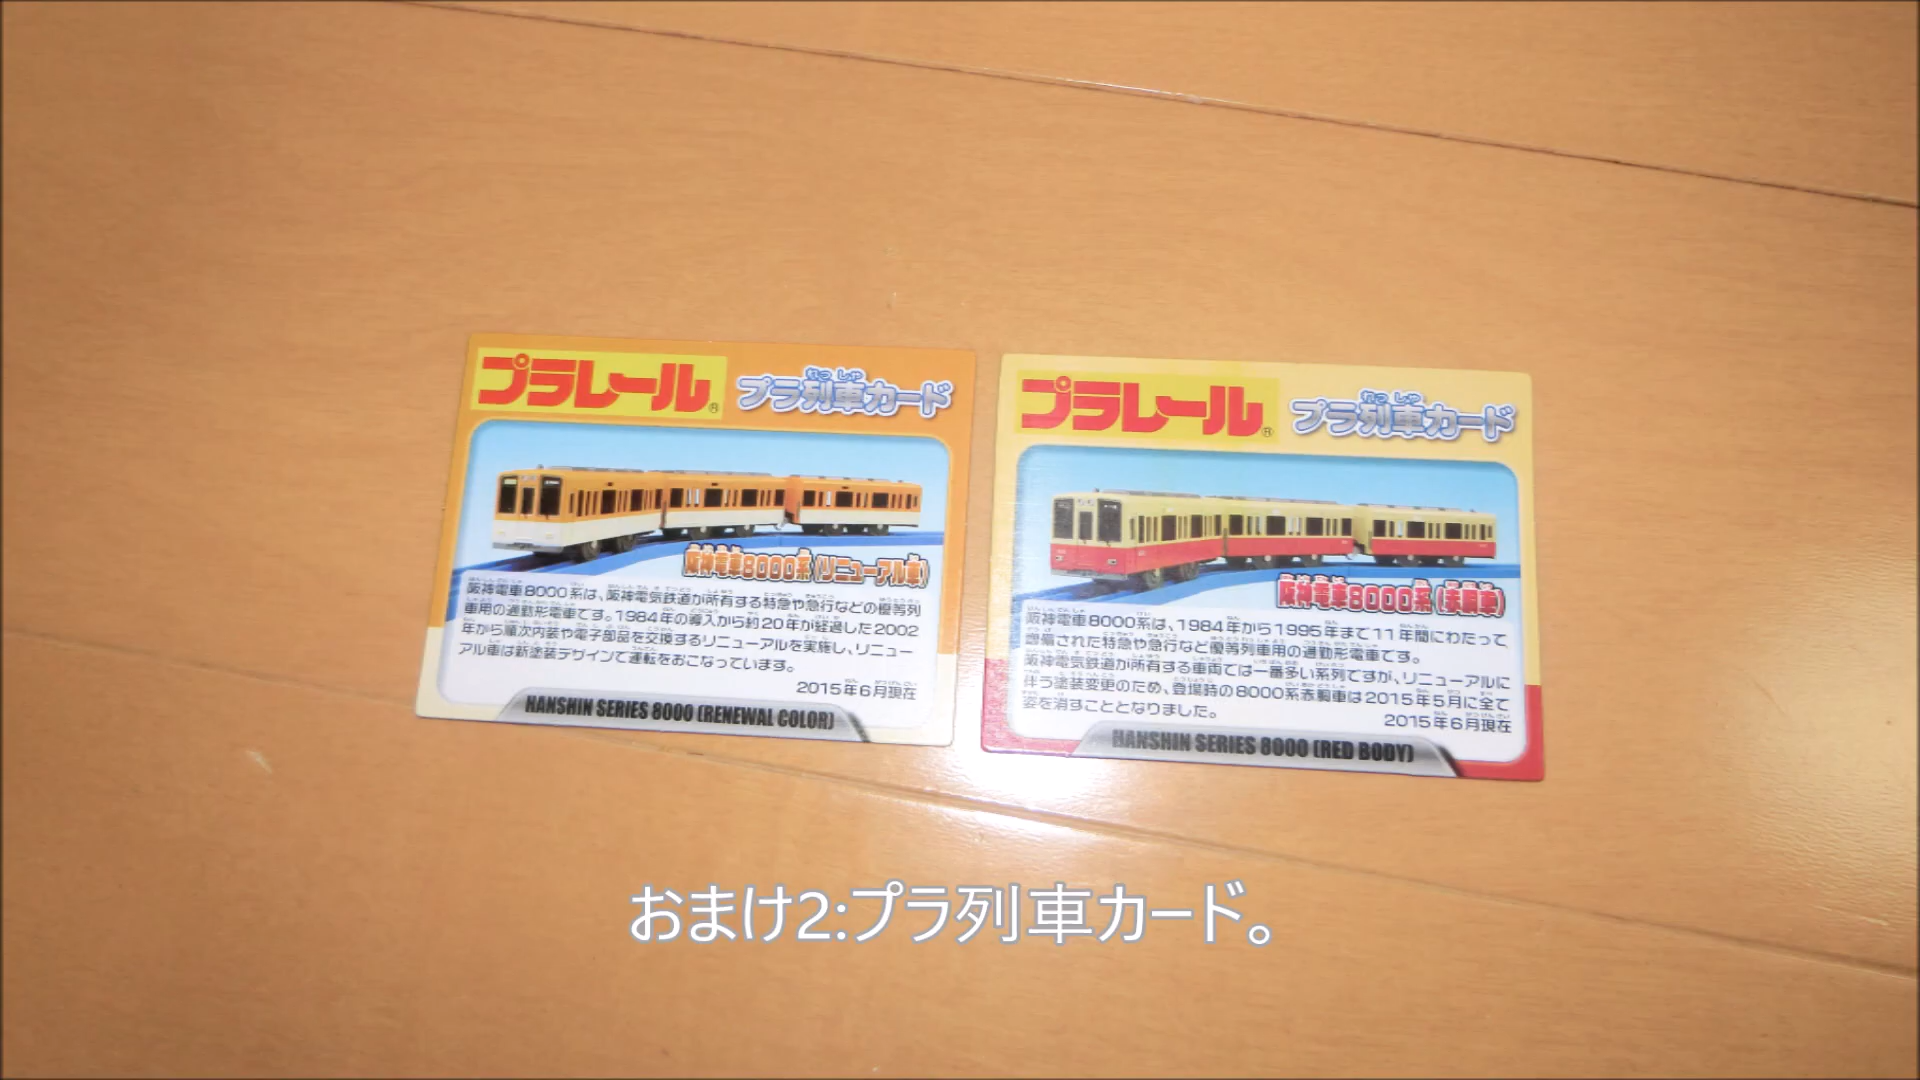 プラレール®
プラ列車カード
阪神電車8000系(リニューアル車)
阪神電車8000系は、阪神電気鉄道が所有する特急や急行などの優等列
車用の通勤形電車です。1984年の導入から約20年が経過した2002
年から順次内装や電子部品を交換するリニューアルを実施し、リニュー
アル車は新塗装デザインで運転をおこなっています。
2015年6月現在
HANSHIN SERIES 8000 (RENEWAL COLOR)
プラレール®
プラ列車カード
阪神電車8000系(赤胴車)
阪神電車8000系は、1984年から1995年まで11年間にわたって
増備された特急や急行など優等列車用の通勤形電車です。
阪神電気鉄道が所有する車両では一番多い系列ですが、リニューアルに
伴う塗装変更のため、登場時の8000系赤胴車は2015年5月に全て
姿を消すこととなりました。
2015年6月現在
HANSHIN SERIES 8000 (RED BODY)
おまけ2:プラ列車カード。